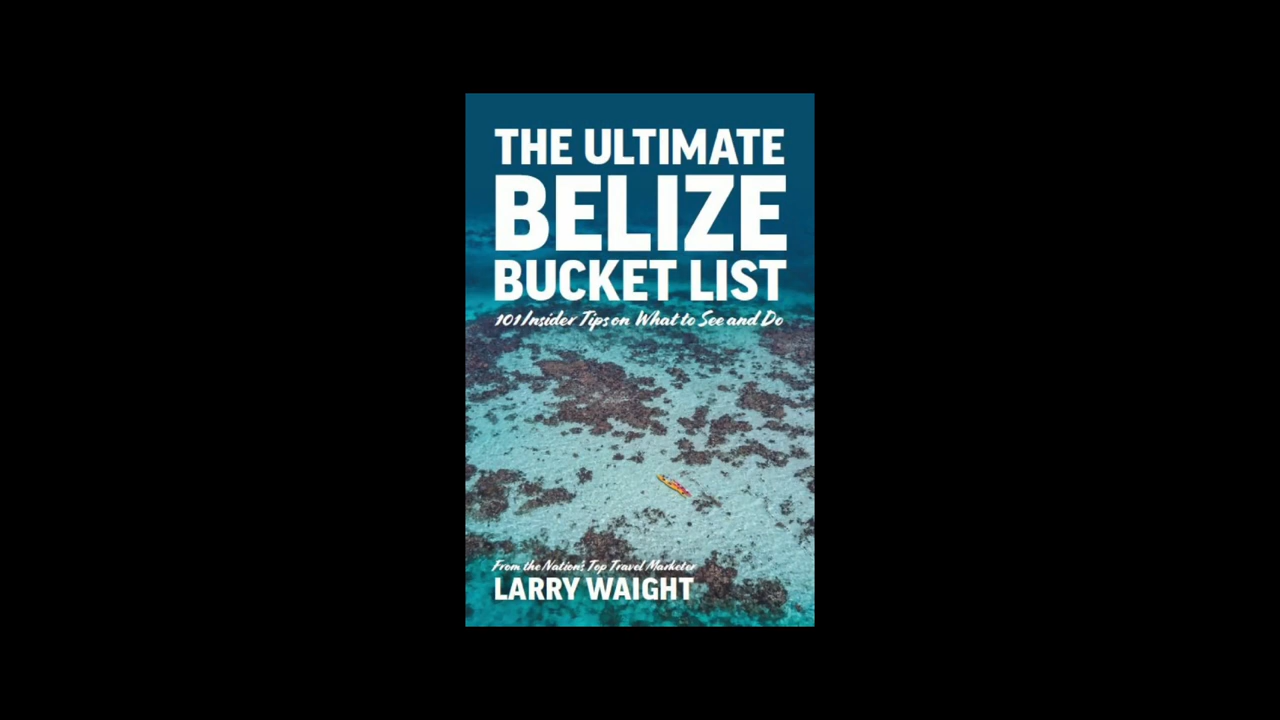 THE ULTIMATE
BELIZE
BUCKET LIST
101 Insider Tips on What to See and Do
From the Nation's Top Travel Marketer
LARRY WAIGHT